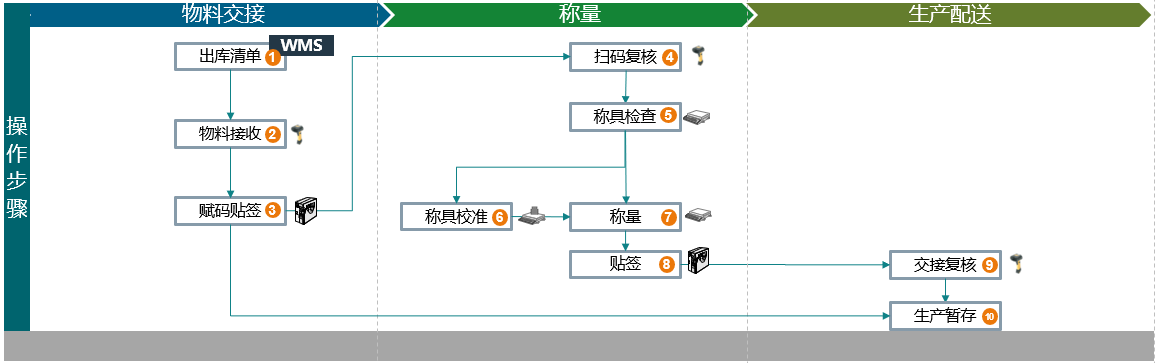 物料交接
称量
生产配送
操作步骤
出库清单 1
WMS
物料接收 2
赋码贴签 3
扫码复核 4
称具检查 5
称具校准 6
称量 7
贴签 8
交接复核 9
生产暂存 10